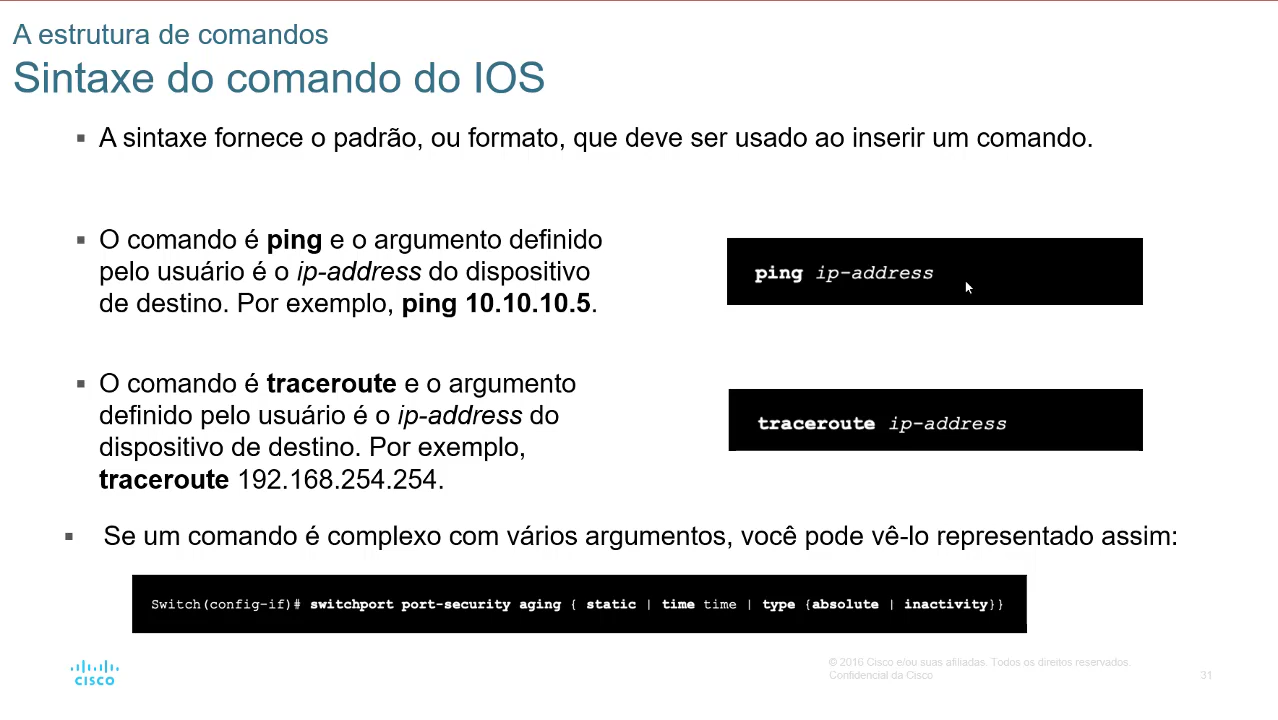 A estrutura de comandos
Sintaxe do comando do IOS
▪ A sintaxe fornece o padrão, ou formato, que deve ser usado ao inserir um comando.
▪ O comando é ping e o argumento definido
pelo usuário é o ip-address do dispositivo
de destino. Por exemplo, ping 10.10.10.5.
ping ip-address
▪ O comando é traceroute e o argumento
definido pelo usuário é o ip-address do
dispositivo de destino. Por exemplo,
traceroute 192.168.254.254.
traceroute ip-address
▪ Se um comando é complexo com vários argumentos, você pode vê-lo representado assim:
Switch(config-if)# switchport port-security aging { static | time time | type {absolute | inactivity}}
CISCO
© 2016 Cisco e/ou suas afiliadas. Todos os direitos reservados.
Confidencial da Cisco
31